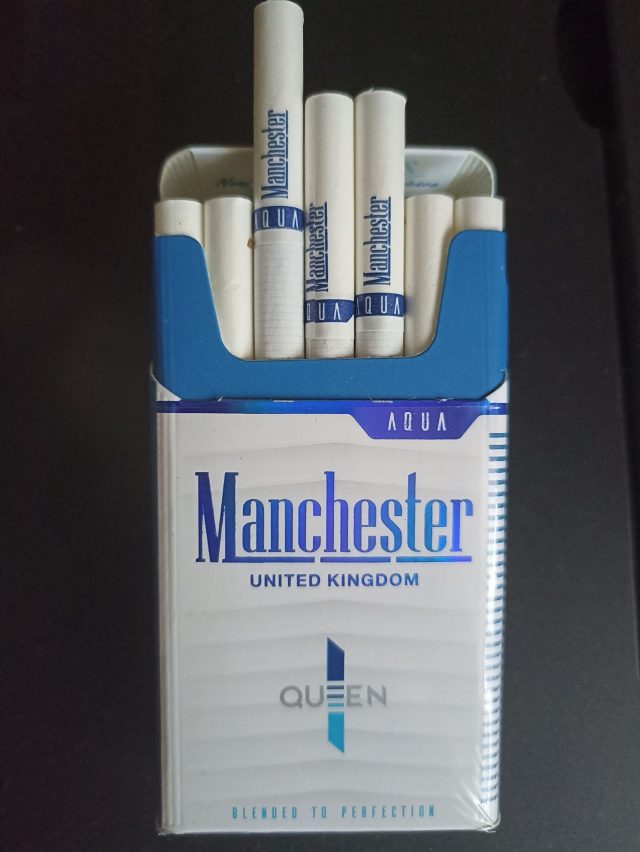 Manchester
AQUA
Manchester
AQUA
Manchester
AQUA
AQUA
Manchester
UNITED KINGDOM
QUEEN
BLENDED TO PERFECTION